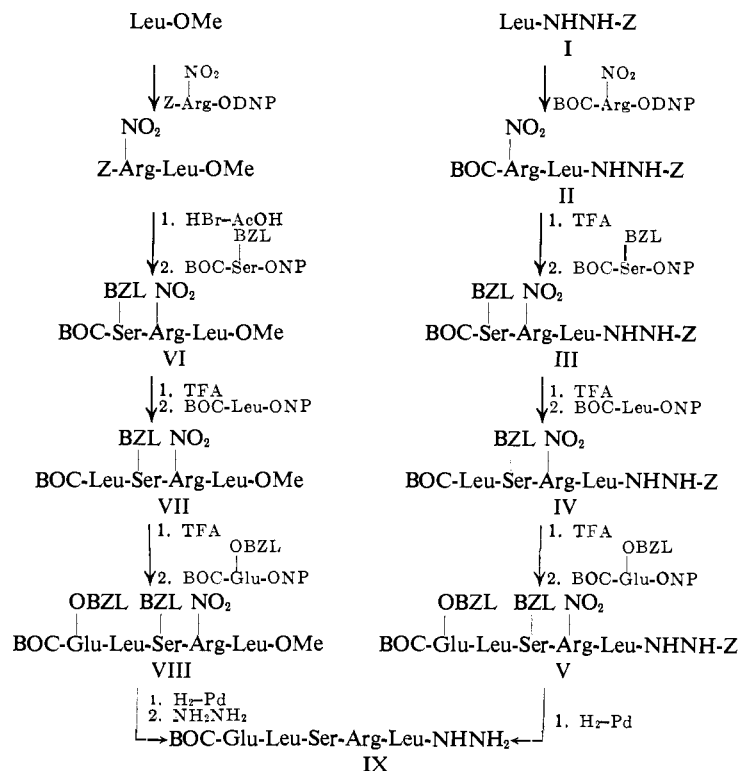 Leu-OMe
NO₂
Z-Arg-ODNP
NO₂
Z-Arg-Leu-OMe
1. HBr-AcOH
BZL
2. BOC-Ser-ONP
BZL NO₂
BOC-Ser-Arg-Leu-OMe
VI
1. TFA
2. BOC-Leu-ONP
BZL NO₂
BOC-Leu-Ser-Arg-Leu-OMe
VII
1. TFA
OBZL
2. BOC-Glu-ONP
OBZL BZL NO₂
BOC-Glu-Leu-Ser-Arg-Leu-OMe
VIII
1. H₂-Pd
2. NH₂NH₂
Leu-NHNH-Z
I
NO₂
BOC-Arg-ODNP
NO₂
BOC-Arg-Leu-NHNH-Z
II
1. TFA
BZL
2. BOC-Ser-ONP
BZL NO₂
BOC-Ser-Arg-Leu-NHNH-Z
III
1. TFA
2. BOC-Leu-ONP
BZL NO₂
BOC-Leu-Ser-Arg-Leu-NHNH-Z
IV
1. TFA
OBZL
2. BOC-Glu-ONP
OBZL BZL NO₂
BOC-Glu-Leu-Ser-Arg-Leu-NHNH-Z
V
1. H₂-Pd
BOC-Glu-Leu-Ser-Arg-Leu-NHNH₂
IX